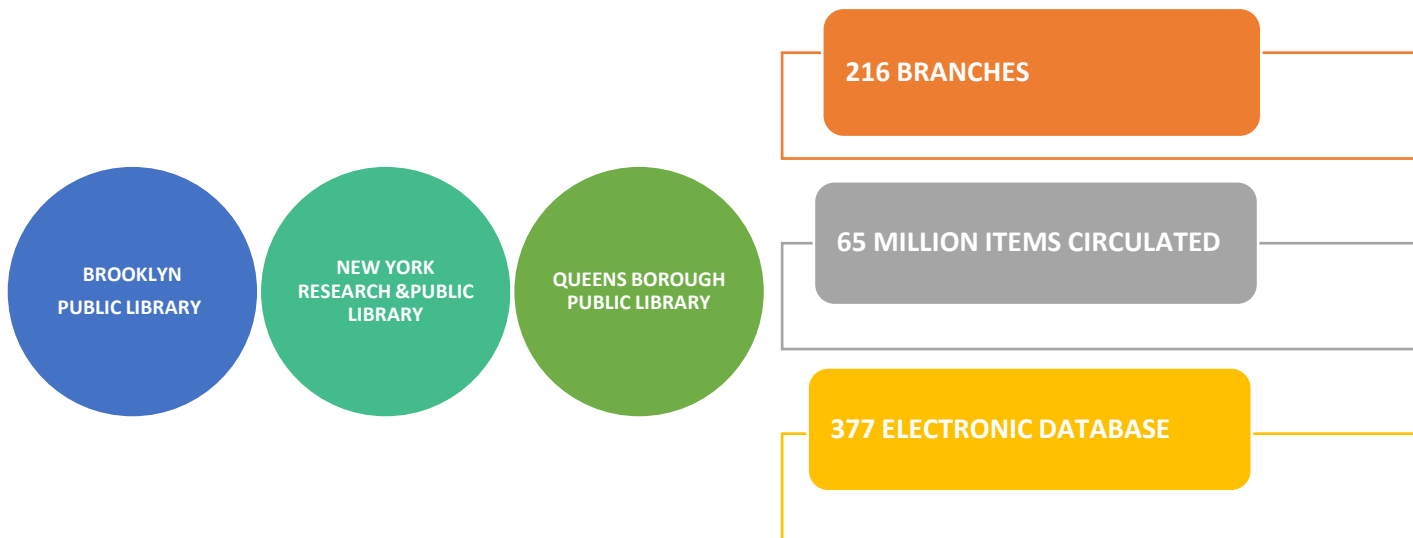 BROOKLYN
PUBLIC LIBRARY
NEW YORK
RESEARCH &PUBLIC
LIBRARY
QUEENS BOROUGH
PUBLIC LIBRARY
216 BRANCHES
65 MILLION ITEMS CIRCULATED
377 ELECTRONIC DATABASE